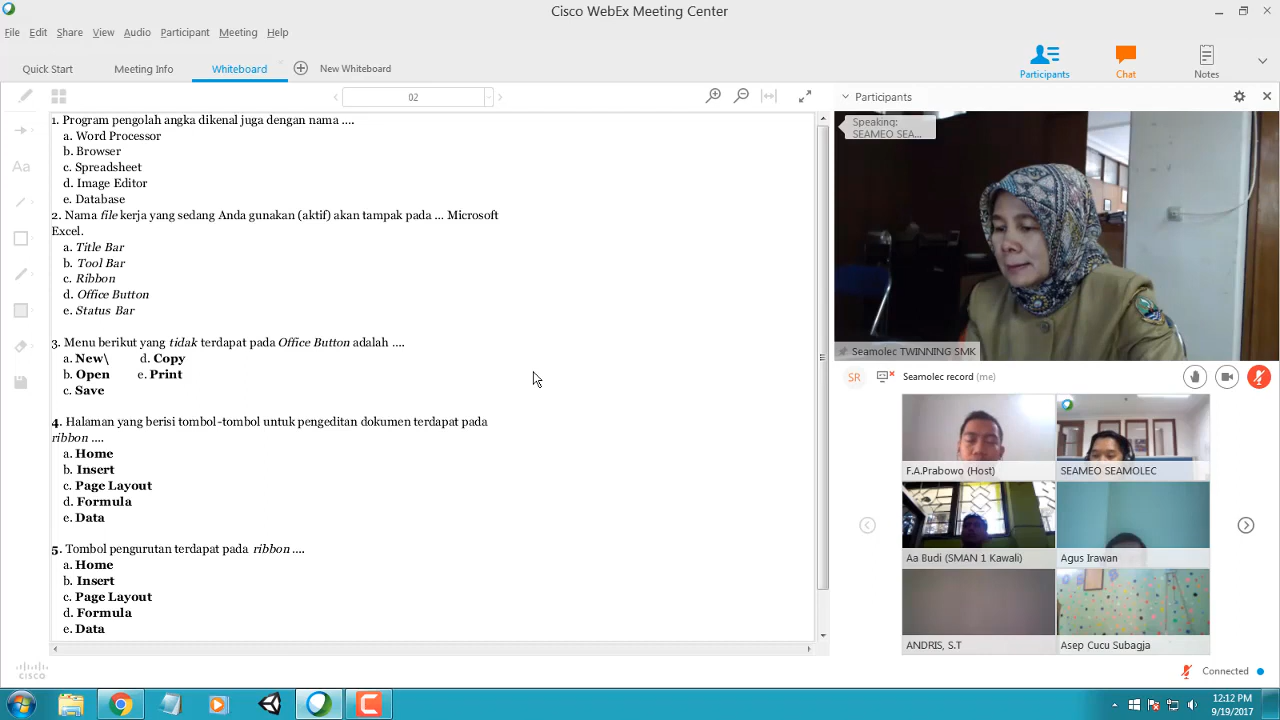 Cisco WebEx Meeting Center
File Edit Share View Audio Participant Meeting Help
Quick Start Meeting Info Whiteboard New Whiteboard
Participants Chat Notes
02
Aa
1. Program pengolah angka dikenal juga dengan nama ....
a. Word Processor
b. Browser
c. Spreadsheet
d. Image Editor
e. Database
2. Nama file kerja yang sedang Anda gunakan (aktif) akan tampak pada ... Microsoft
Excel.
a. Title Bar
b. Tool Bar
c. Ribbon
d. Office Button
e. Status Bar
3. Menu berikut yang tidak terdapat pada Office Button adalah ....
a. New\ d. Copy
b. Open e. Print
c. Save
4. Halaman yang berisi tombol-tombol untuk pengeditan dokumen terdapat pada
ribbon ....
a. Home
b. Insert
c. Page Layout
d. Formula
e. Data
5. Tombol pengurutan terdapat pada ribbon ....
a. Home
b. Insert
c. Page Layout
d. Formula
e. Data
CISCO
Participants
Speaking:
SEAMEO SEA...
Seamolec TWINNING SMK
SR Seamolec record (me)
F.A.Prabowo (Host) SEAMEO SEAMOLEC
Aa Budi (SMAN 1 Kawali) Agus Irawan
ANDRIS, S.T Asep Cucu Subagja
Connected
12:12 PM
9/19/2017